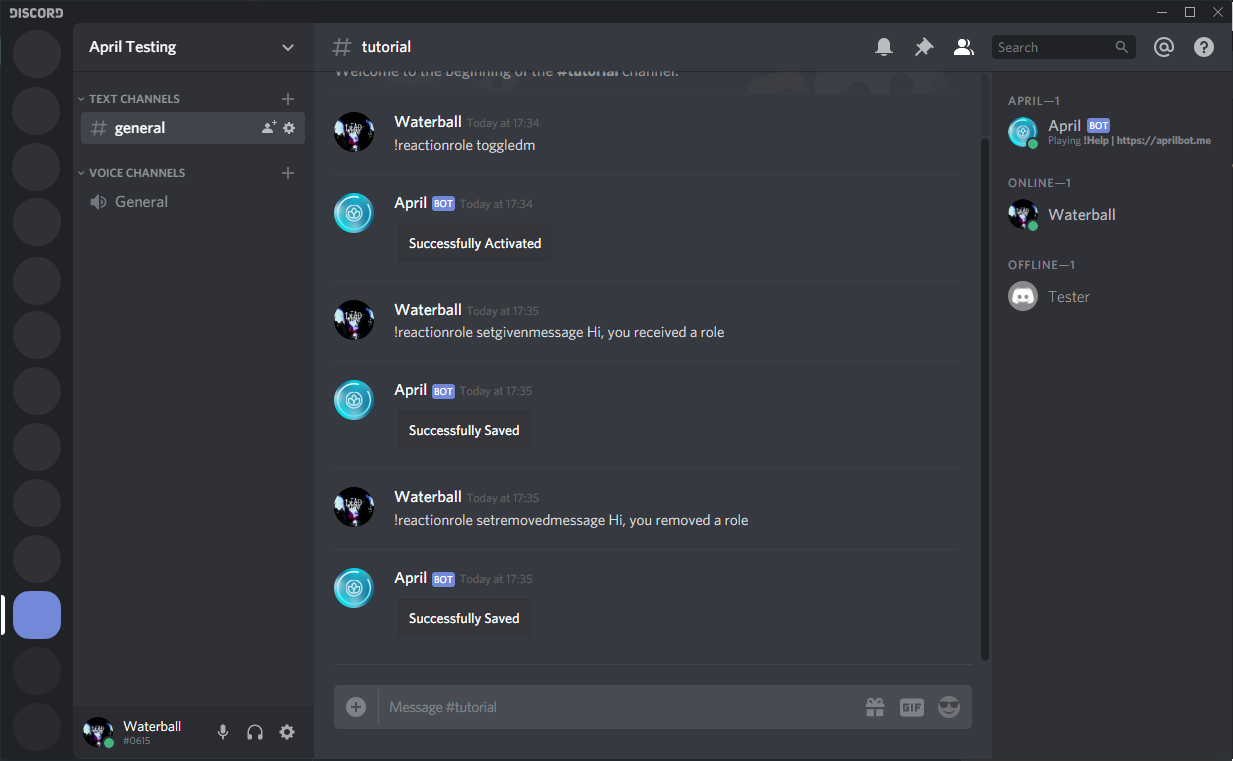 DISCORD
April Testing
TEXT CHANNELS
# general
VOICE CHANNELS
General
Waterball
#0615
# tutorial
Search
Welcome to the beginning of the #tutorial channel.
Waterball Today at 17:34
!reactionrole toggledm
April BOT Today at 17:34
Successfully Activated
Waterball Today at 17:35
!reactionrole setgivenmessage Hi, you received a role
April BOT Today at 17:35
Successfully Saved
Waterball Today at 17:35
!reactionrole setremovedmessage Hi, you removed a role
April BOT Today at 17:35
Successfully Saved
Message #tutorial
GIF
APRIL—1
April BOT
Playing !Help | https://aprilbot.me
ONLINE—1
Waterball
OFFLINE—1
Tester